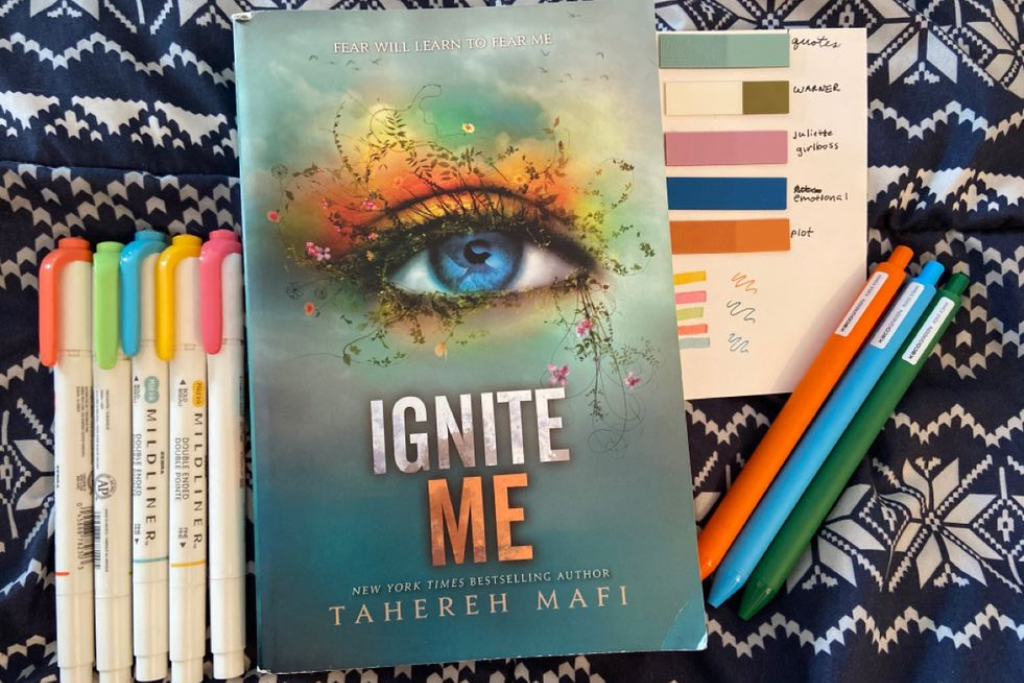 FEAR WILL LEARN TO FEAR ME
IGNITE
ME
NEW YORK TIMES BESTSELLING AUTHOR
TAHEREH MAFI
quotes
WARNER
juliette
girlboss
emotional
plot
MILDLINER
DOUBLE ENDED
MILDLINER
DOUBLE ENDED
DOUBLE POINTE
AP